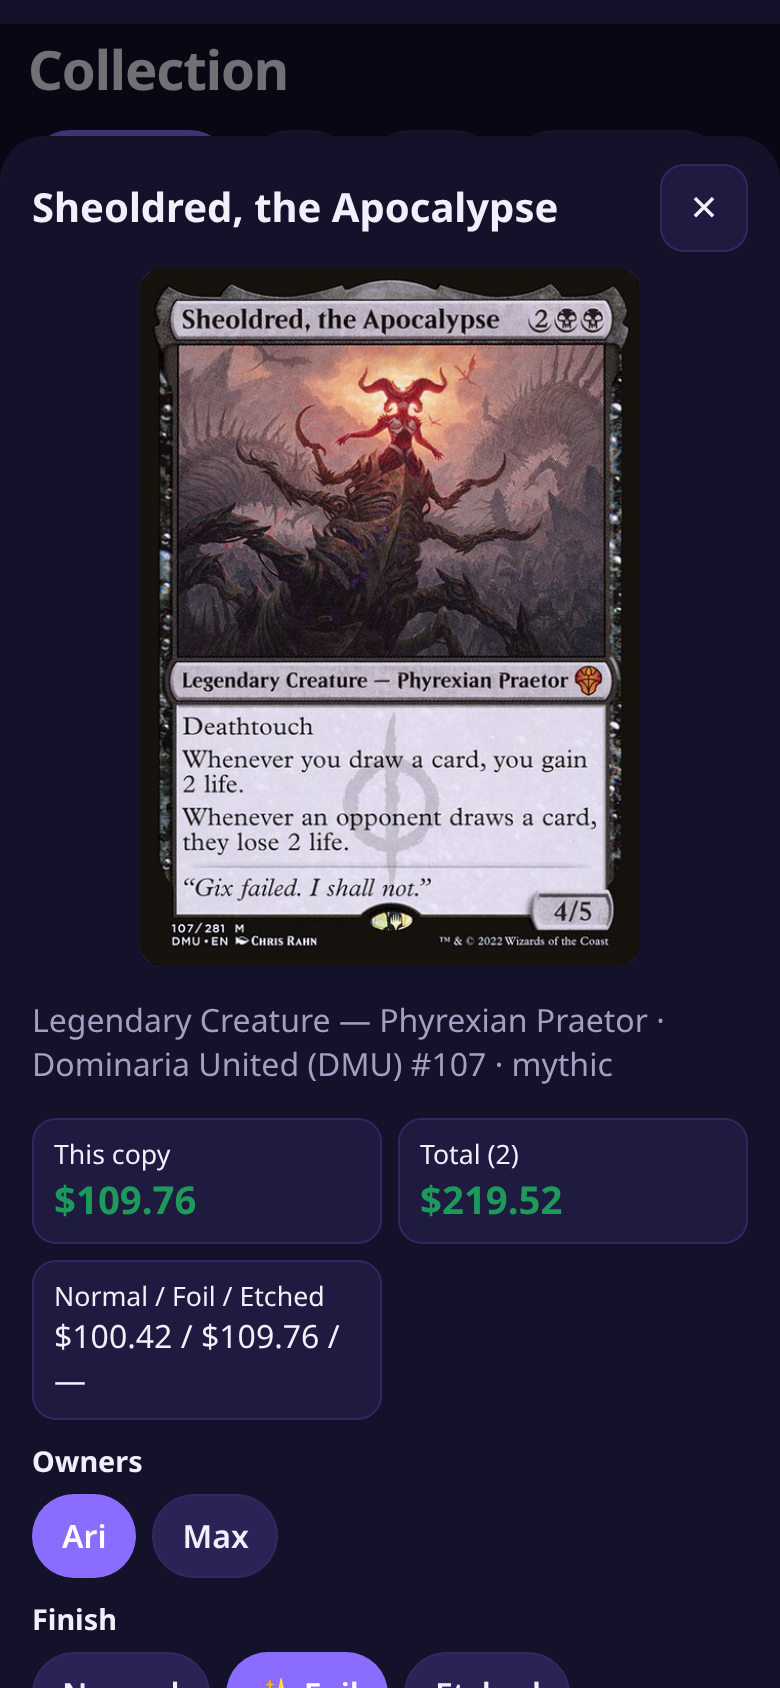 Collection
Sheoldred, the Apocalypse
×
Sheoldred, the Apocalypse 2
Legendary Creature — Phyrexian Praetor
Deathtouch
Whenever you draw a card, you gain
2 life.
Whenever an opponent draws a card,
they lose 2 life.
“Gix failed. I shall not.”
4/5
107/281 M
DMU • EN Chris Rahn
™ & © 2022 Wizards of the Coast
Legendary Creature — Phyrexian Praetor ·
Dominaria United (DMU) #107 · mythic
This copy
$109.76
Total (2)
$219.52
Normal / Foil / Etched
$100.42 / $109.76 /
—
Owners
Ari
Max
Finish
Normal
✨ Foil
Etched